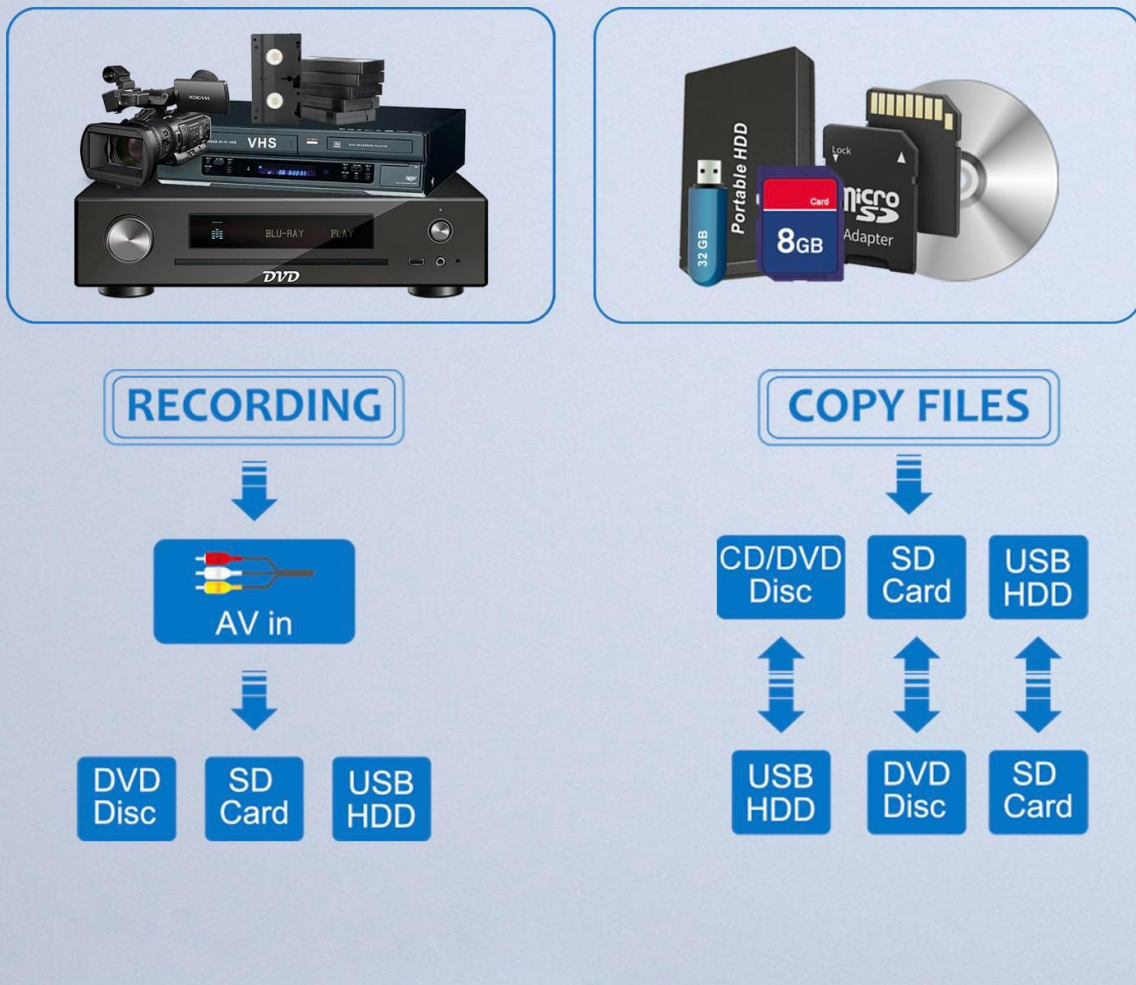 VHS
BLU-RAY PLAY
DVD
Portable HDD
32 GB
Card
8GB
Lock
Micro
SD
Adapter
RECORDING
COPY FILES
AV in
DVD
Disc
SD
Card
USB
HDD
CD/DVD
Disc
SD
Card
USB
HDD
USB
HDD
DVD
Disc
SD
Card